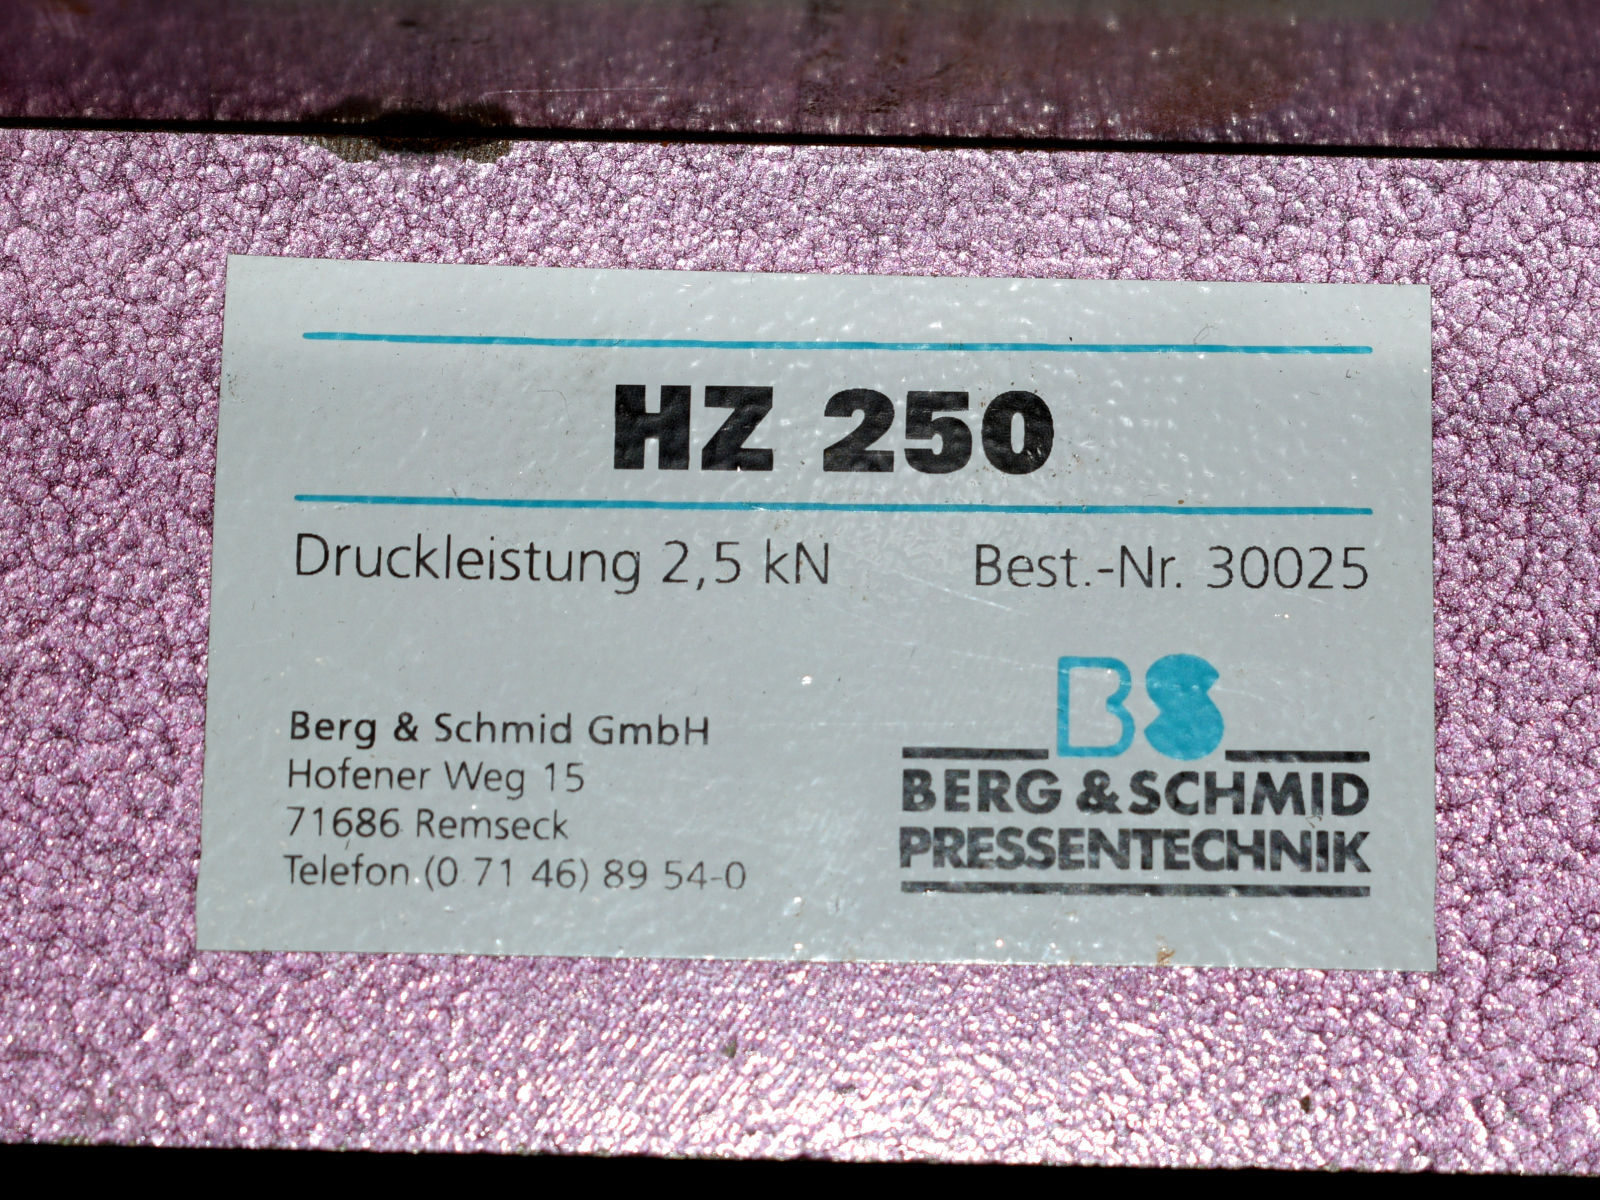 HZ 250
Druckleistung 2,5 kN Best.-Nr. 30025
Berg & Schmid GmbH
Hofener Weg 15
71686 Remseck
Telefon (0 71 46) 89 54-0
BS
BERG & SCHMID
PRESSENTECHNIK